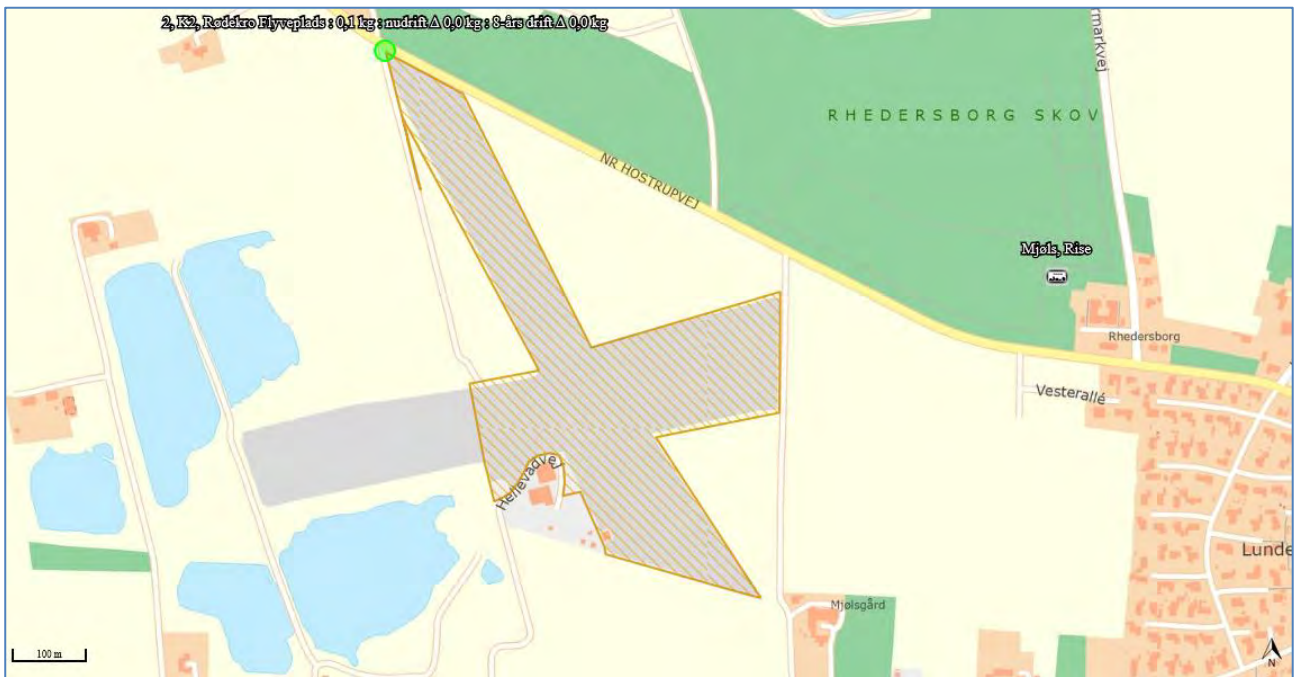 2, K2, Rødekro Flyveplads : 0,1 kg : nudrift Δ 0,0 kg : 8-års drift Δ 0,0 kg
rmarkvej
RHEDERSBORG SKOV
NR HOSTRUPVEJ
Mjøls, Rise
Rhedersborg
Vesterallé
Hellevadvej
Lunde
Mjølsgård
100 m
N